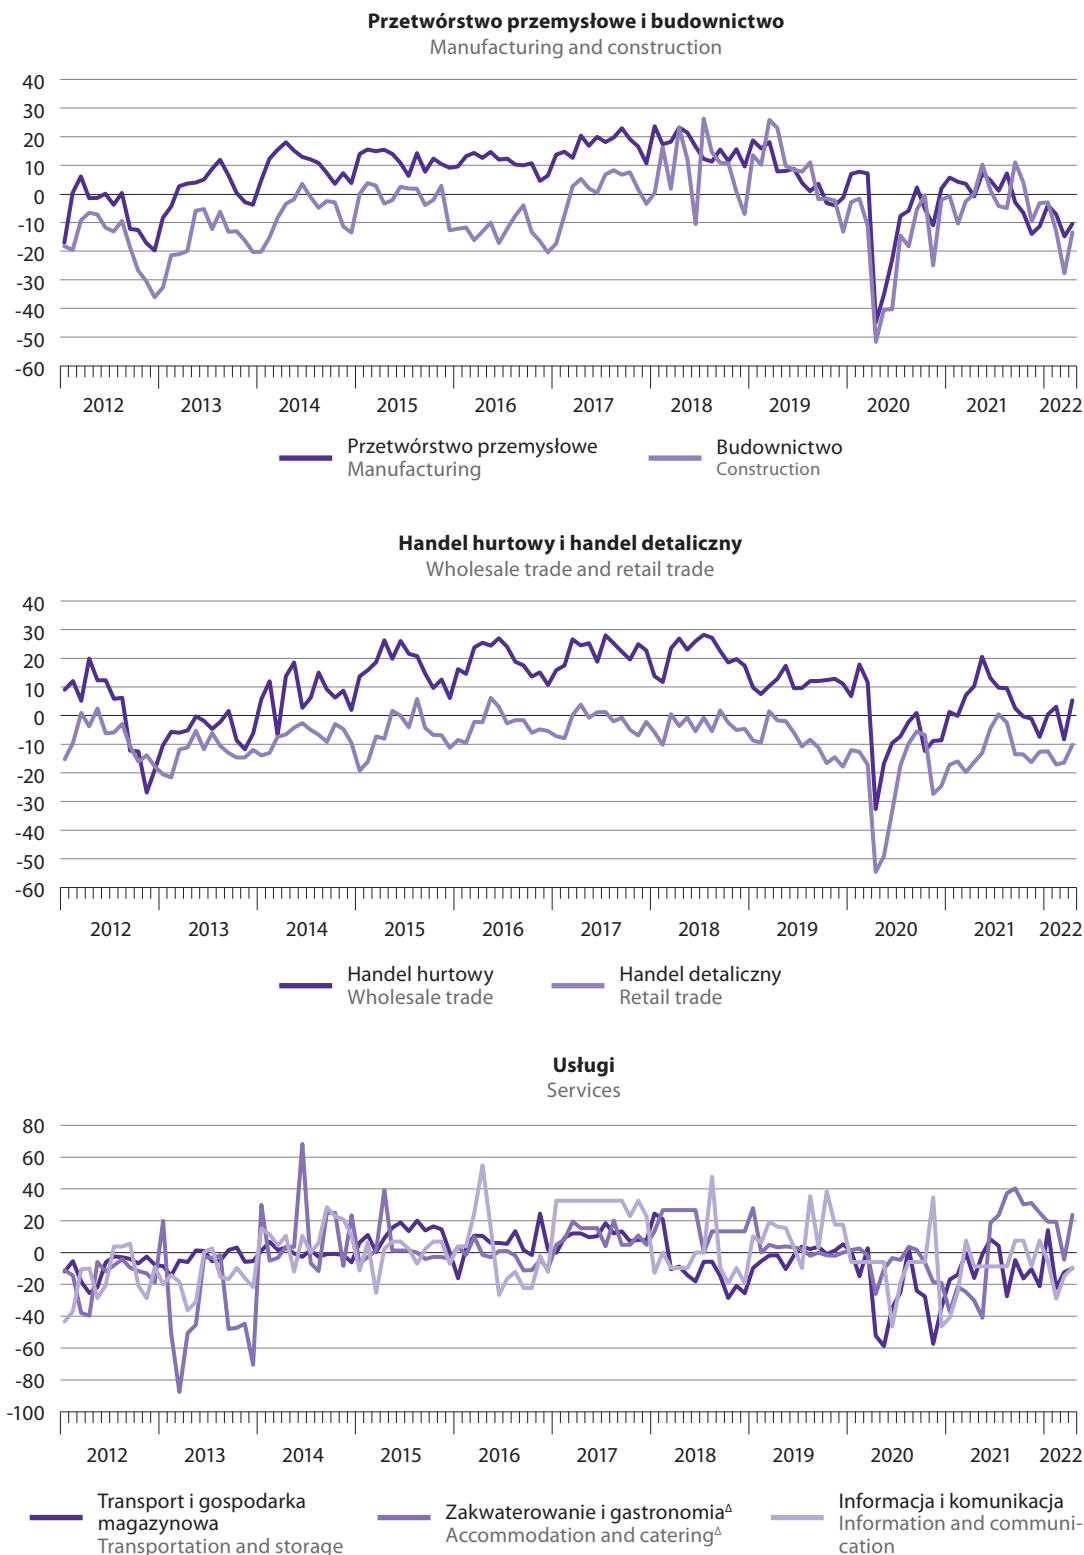 Przetwórstwo przemysłowe i budownictwo
Manufacturing and construction
40
30
20
10
0
-10
-20
-30
-40
-50
-60
2012 2013 2014 2015 2016 2017 2018 2019 2020 2021 2022
Przetwórstwo przemysłowe Budownictwo
Manufacturing Construction
Handel hurtowy i handel detaliczny
Wholesale trade and retail trade
40
30
20
10
0
-10
-20
-30
-40
-50
-60
2012 2013 2014 2015 2016 2017 2018 2019 2020 2021 2022
Handel hurtowy Handel detaliczny
Wholesale trade Retail trade
Usługi
Services
80
60
40
20
0
-20
-40
-60
-80
-100
2012 2013 2014 2015 2016 2017 2018 2019 2020 2021 2022
Transport i gospodarka
magazynowa
Transportation and storage
Zakwaterowanie i gastronomiaᐞ
Accommodation and cateringᐞ
Informacja i komunikacja
Information and communi-
cation